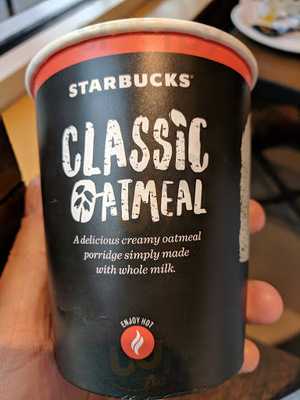 STARBUCKS®
CLASSIC
OATMEAL
A delicious creamy oatmeal
porridge simply made
with whole milk.
ENJOY HOT